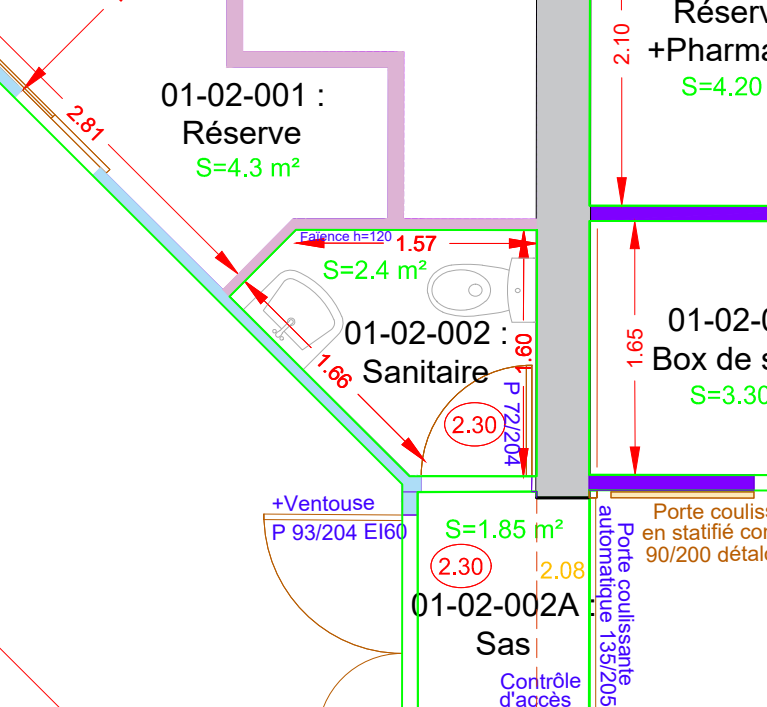 Réserv
+Pharma
S=4.20
2.10
2.81
01-02-001 :
Réserve
S=4.3 m²
Faïence h=120
1.57
S=2.4 m²
01-02-002 :
Sanitaire
1.60
1.66
2.30
P 72/204
1.65
01-02-0
Box de s
S=3.30
+Ventouse
P 93/204 EI60
S=1.85 m²
2.30
2.08
01-02-002A :
Sas
Contrôle
d'accès
Porte coulissante
automatique 135/205
Porte couliss
en statifié co
90/200 détal